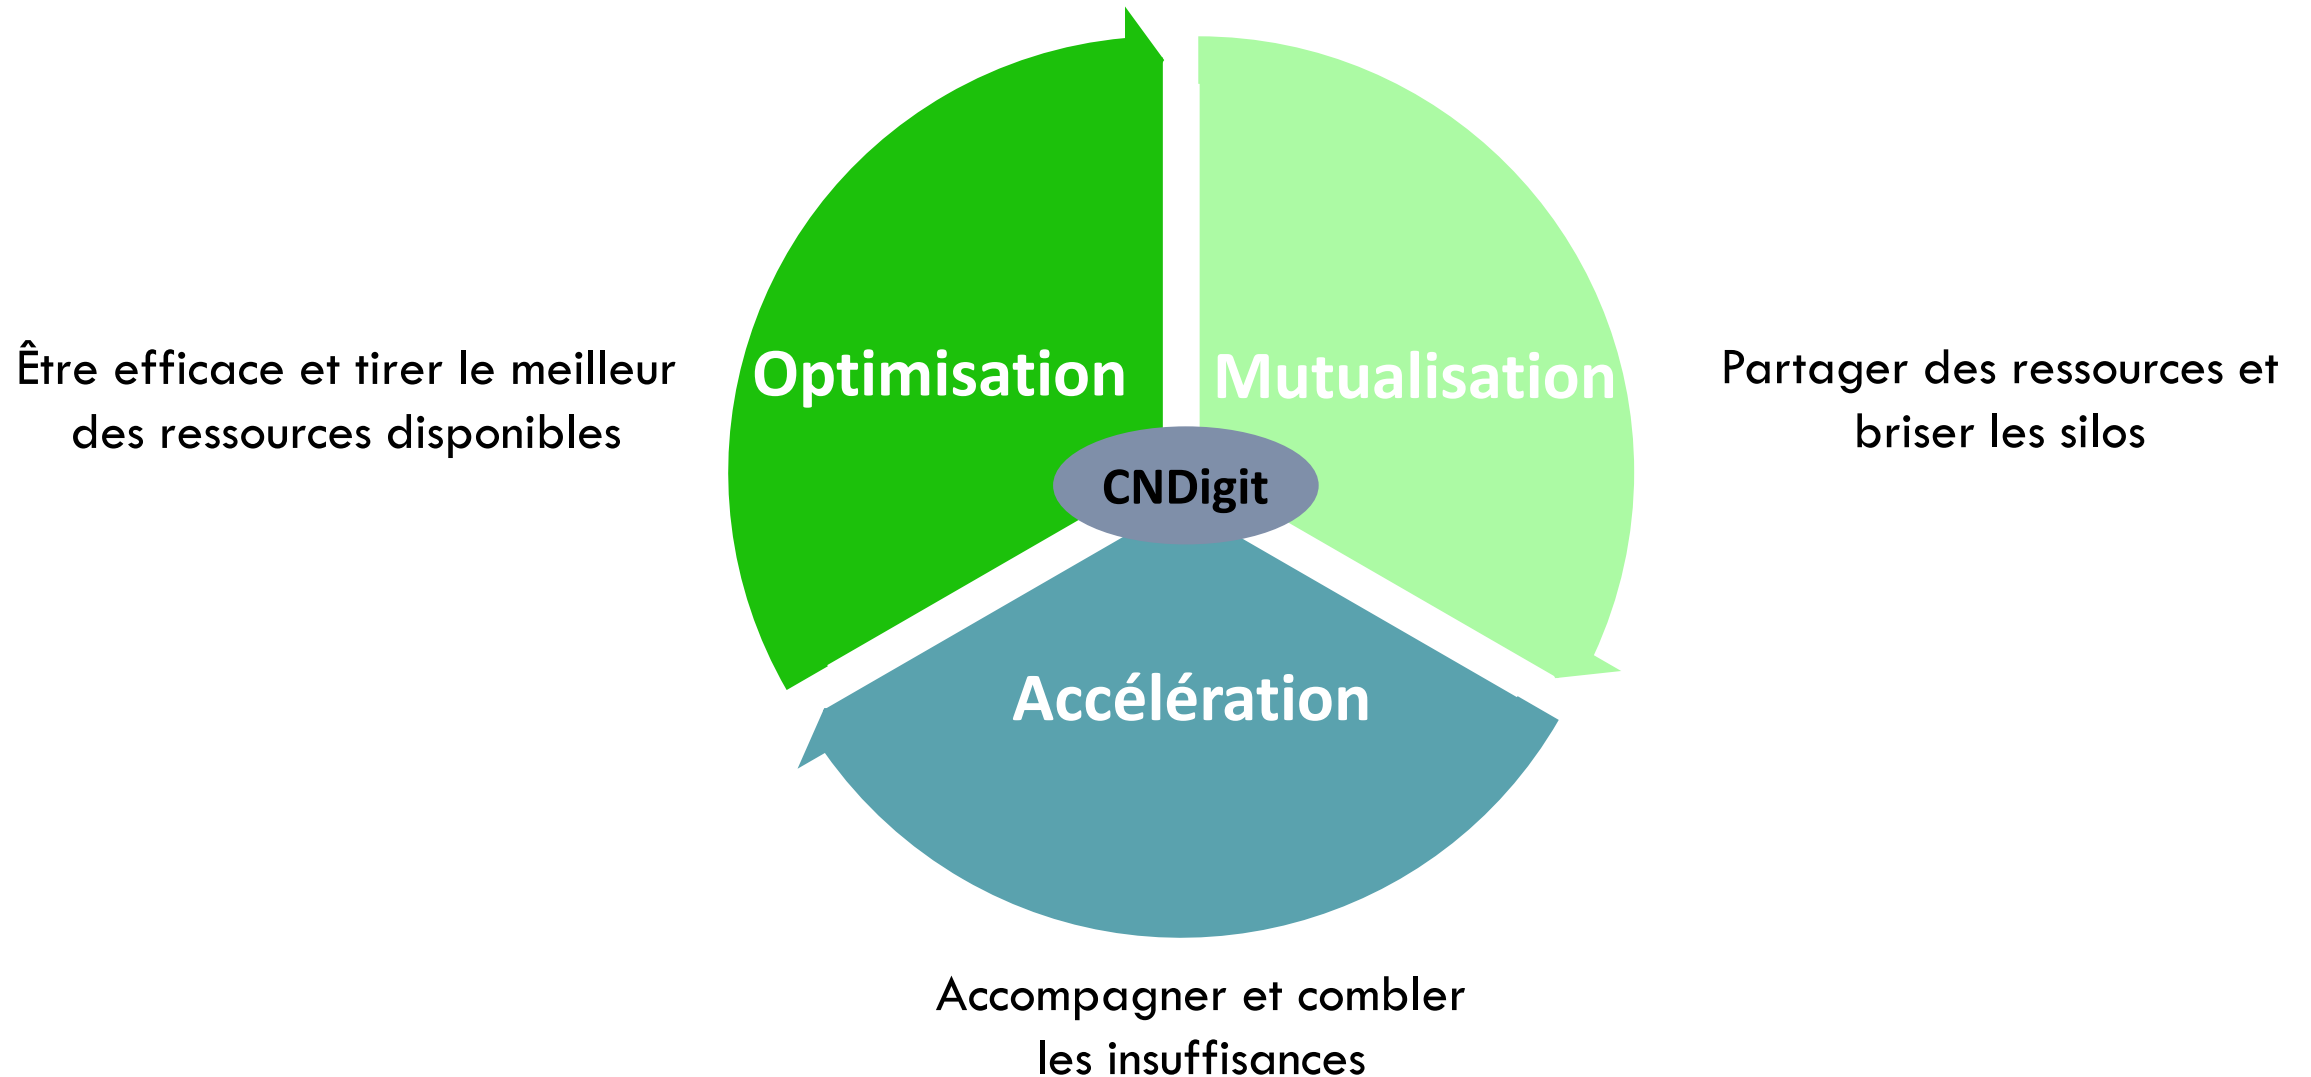 Optimisation
Mutualisation
Être efficace et tirer le meilleur
des ressources disponibles
Partager des ressources et
briser les silos
CNDigit
Accélération
Accompagner et combler
les insuffisances